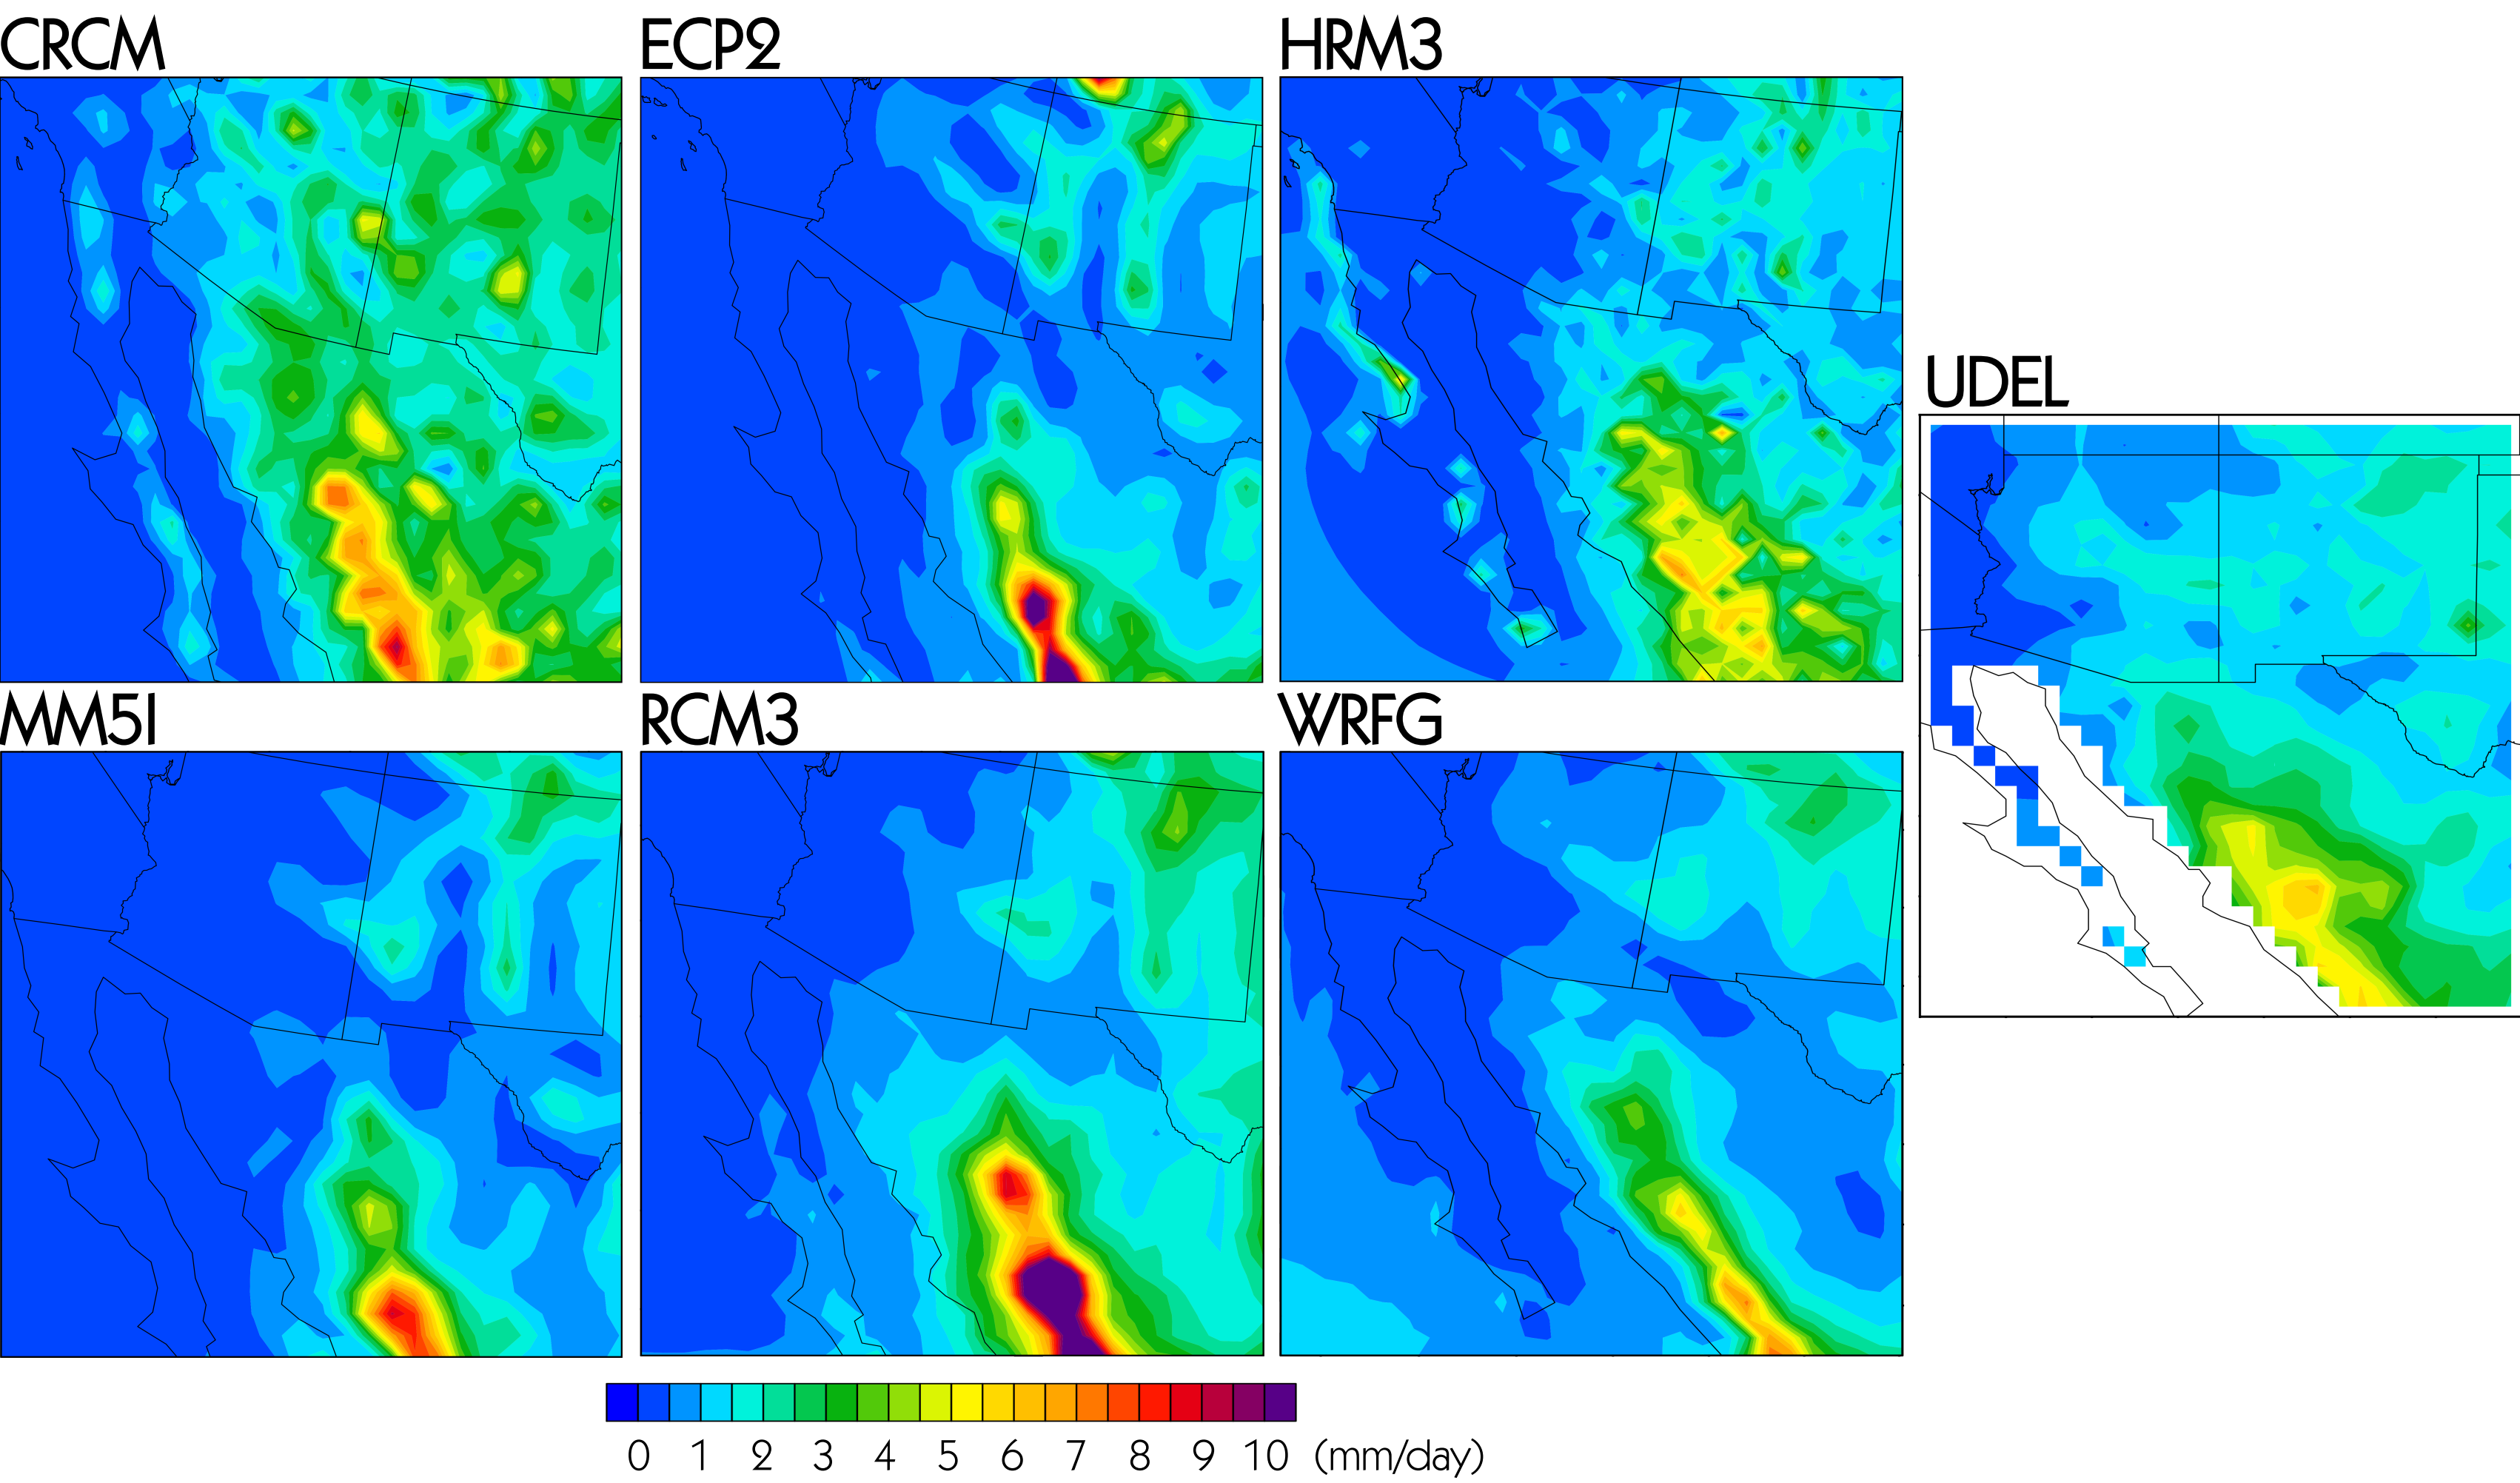 CRCM
ECP2
HRM3
UDEL
MM5I
RCM3
WRFG
0 1 2 3 4 5 6 7 8 9 10 (mm/day)